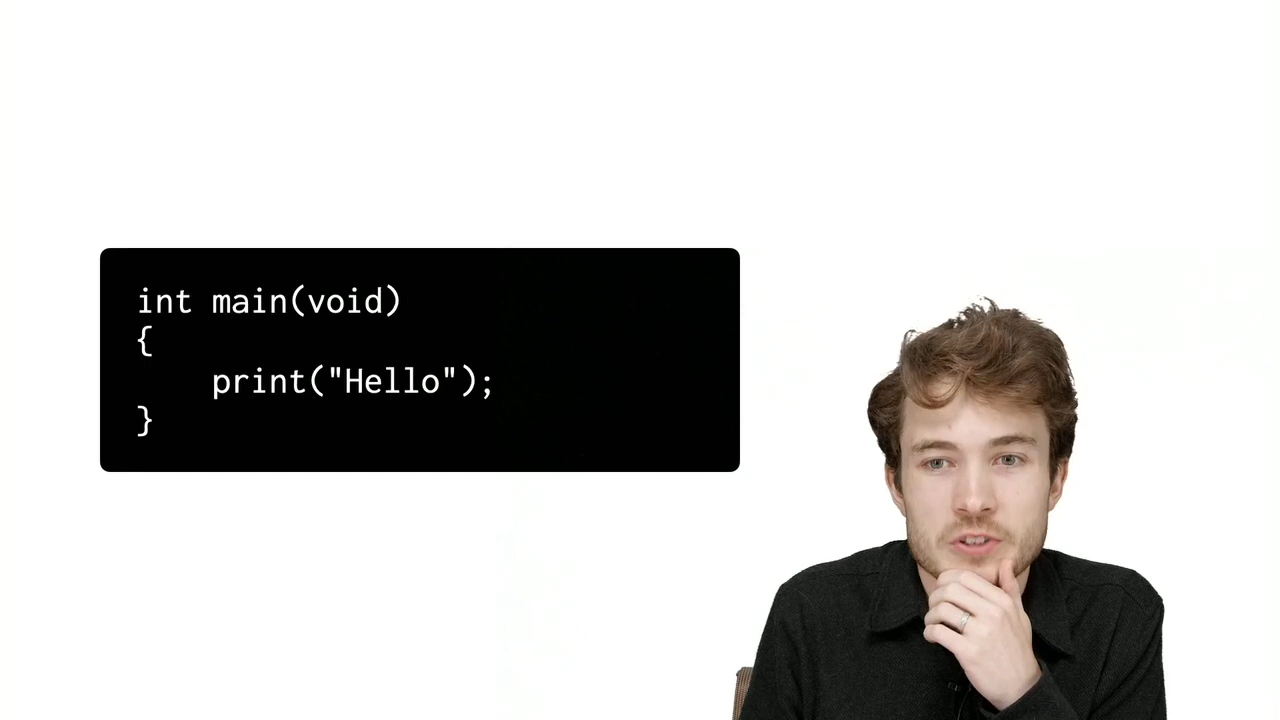 int main(void)
{
    print("Hello");
}